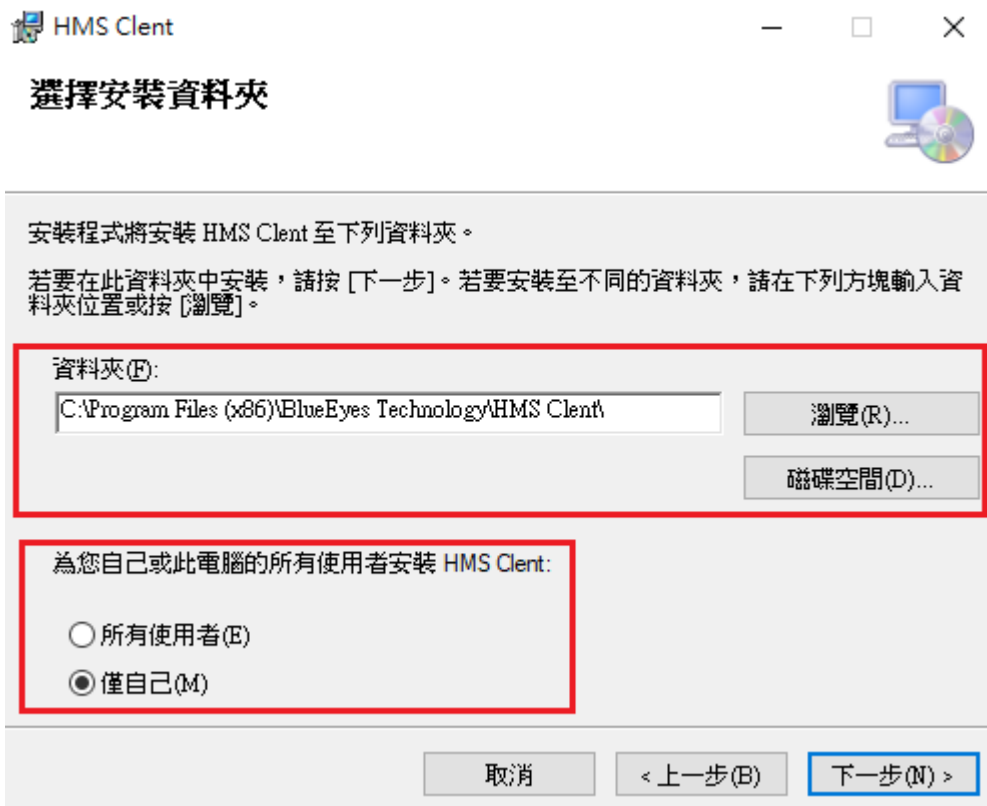 HMS Clent
選擇安裝資料夾
安裝程式將安裝 HMS Clent 至下列資料夾。
若要在此資料夾中安裝，請按 [下一步]。若要安裝至不同的資料夾，請在下列方塊輸入資
料夾位置或按 [瀏覽]。
資料夾(F):
C:\Program Files (x86)\BlueEyes Technology\HMS Clent\
瀏覽(R)...
磁碟空間(D)...
為您自己或此電腦的所有使用者安裝 HMS Clent:
所有使用者(E)
僅自己(M)
取消
< 上一步(B)
下一步(N) >